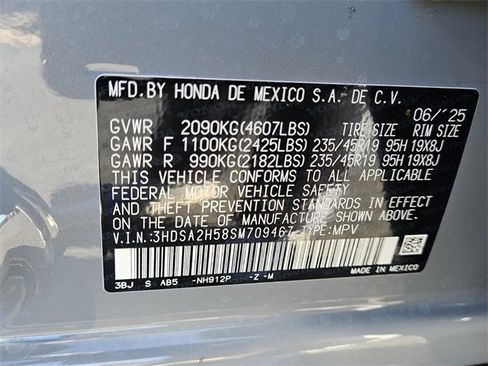 MFD. BY HONDA DE MEXICO S.A. DE C.V.
06/'25
GVWR 2090KG(4607LBS) TIRE SIZE RIM SIZE
GAWR F 1100KG(2425LBS) 235/45R19 95H 19X8J
GAWR R 990KG(2182LBS) 235/45R19 95H 19X8J
THIS VEHICLE CONFORMS TO ALL APPLICABLE
FEDERAL MOTOR VEHICLE SAFETY
AND THEFT PREVENTION STANDARDS IN EFFECT
ON THE DATE OF MANUFACTURE SHOWN ABOVE.
V.I.N.:3HDSA2H58SM709467 TYPE:MPV
3BJ S AB5 -NH912P -Z -M
MADE IN MEXICO